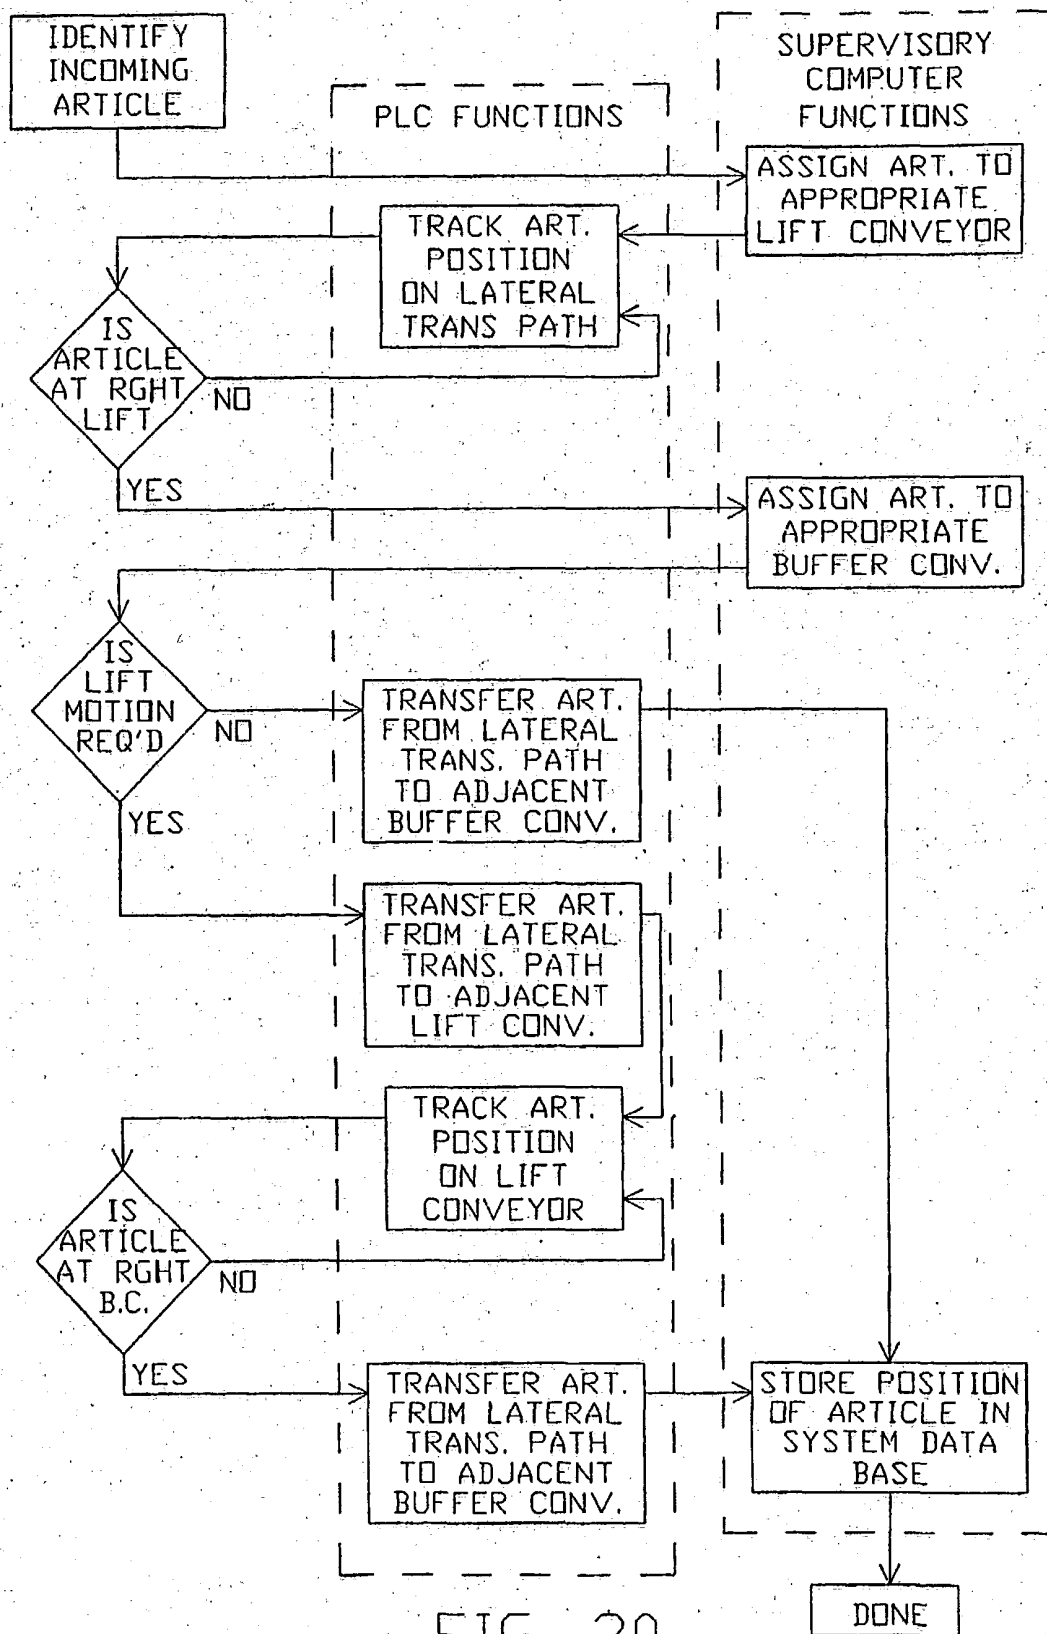 IDENTIFY
INCOMING
ARTICLE
PLC FUNCTIONS
SUPERVISORY
COMPUTER
FUNCTIONS
ASSIGN ART. TO
APPROPRIATE
LIFT CONVEYOR
TRACK ART.
POSITION
ON LATERAL
TRANS PATH
IS
ARTICLE
AT RGHT
LIFT
NO
YES
ASSIGN ART. TO
APPROPRIATE
BUFFER CONV.
IS
LIFT
MOTION
REQ'D
NO
YES
TRANSFER ART.
FROM LATERAL
TRANS. PATH
TO ADJACENT
BUFFER CONV.
TRANSFER ART.
FROM LATERAL
TRANS. PATH
TO ADJACENT
LIFT CONV.
TRACK ART.
POSITION
ON LIFT
CONVEYOR
IS
ARTICLE
AT RGHT
B.C.
NO
YES
TRANSFER ART.
FROM LATERAL
TRANS. PATH
TO ADJACENT
BUFFER CONV.
STORE POSITION
OF ARTICLE IN
SYSTEM DATA
BASE
DONE